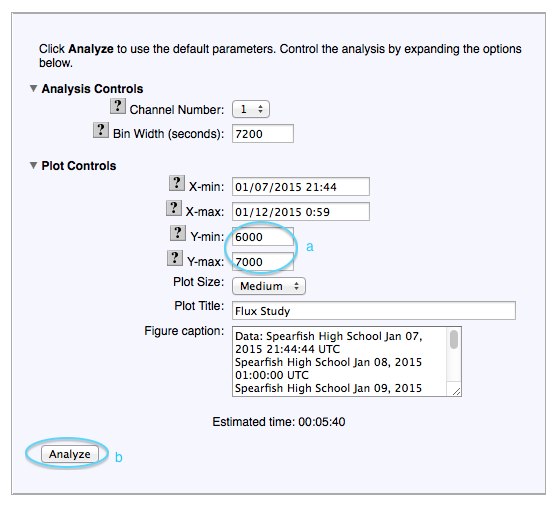 Click Analyze to use the default parameters. Control the analysis by expanding the options
below.
▼ Analysis Controls
? Channel Number: 1
? Bin Width (seconds): 7200
▼ Plot Controls
? X-min: 01/07/2015 21:44
? X-max: 01/12/2015 0:59
? Y-min: 6000
a
? Y-max: 7000
Plot Size: Medium
Plot Title: Flux Study
Figure caption: Data: Spearfish High School Jan 07,
2015 21:44:44 UTC
Spearfish High School Jan 08, 2015
01:00:00 UTC
Spearfish High School Jan 09, 2015
Estimated time: 00:05:40
Analyze b